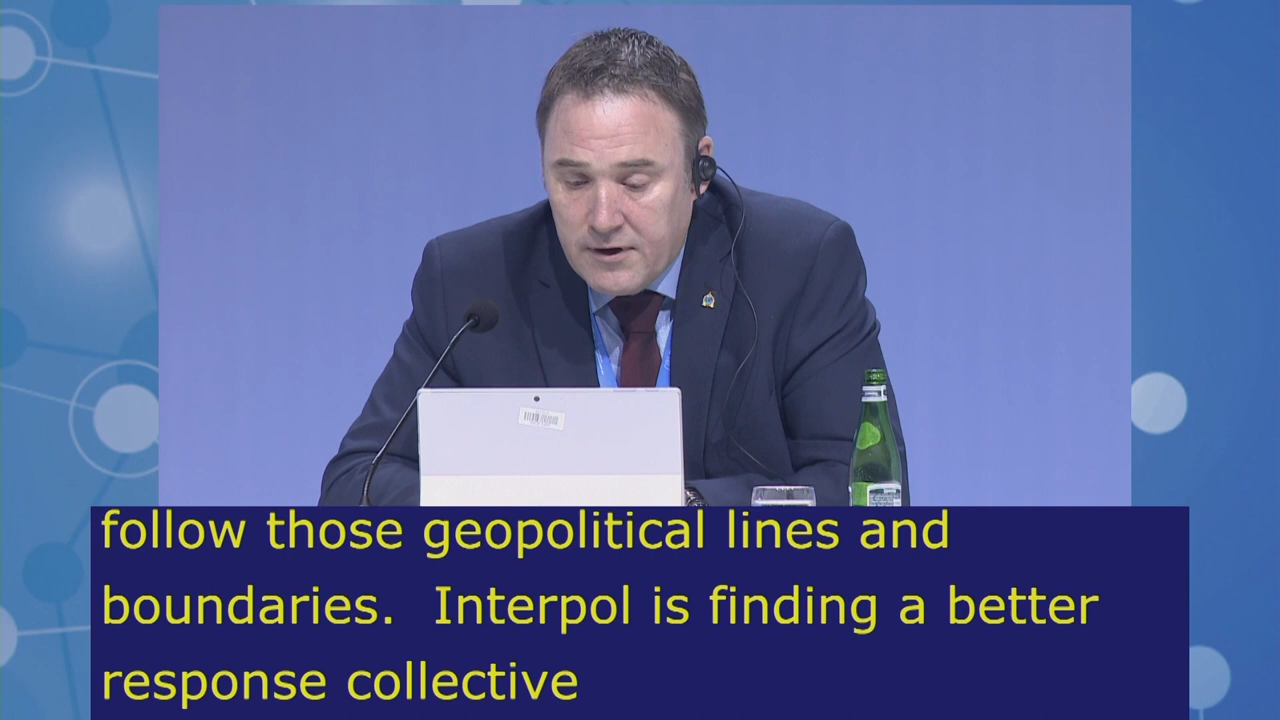 follow those geopolitical lines and
boundaries.  Interpol is finding a better
response collective